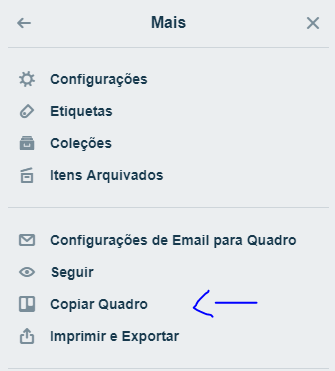 Mais
Configurações
Etiquetas
Coleções
Itens Arquivados
Configurações de Email para Quadro
Seguir
Copiar Quadro
Imprimir e Exportar